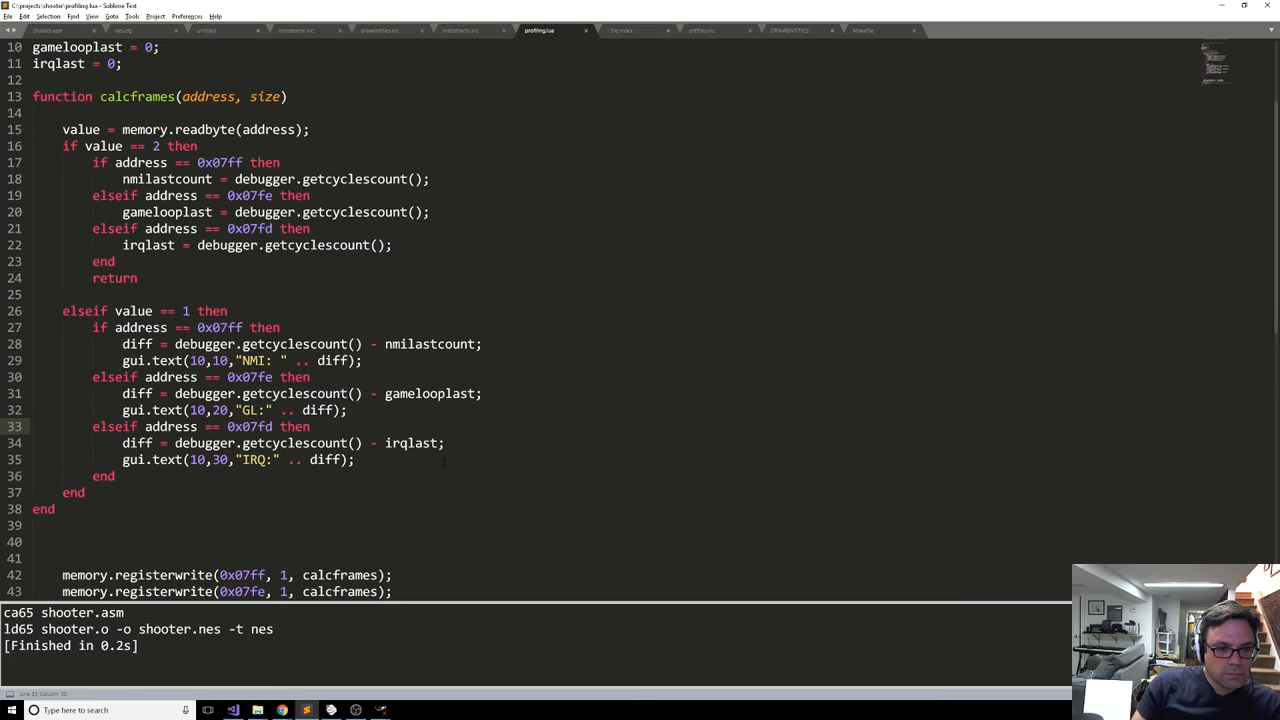 C:\projects\shooter\profiling.lua - Sublime Text
File Edit Selection Find View Goto Tools Project Preferences Help
shooter.asm nes.cfg untitled shooterchr.inc drawentities.inc metatilechr.inc profiling.lua tile index entities.inc DRAWENTITIES: Makefile
10 gamelooplast = 0;
11 irqlast = 0;
12
13 function calcframes(address, size)
14
15 value = memory.readbyte(address);
16 if value == 2 then
17 if address == 0x07ff then
18 nmilastcount = debugger.getcyclescount();
19 elseif address == 0x07fe then
20 gamelooplast = debugger.getcyclescount();
21 elseif address == 0x07fd then
22 irqlast = debugger.getcyclescount();
23 end
24 return
25
26 elseif value == 1 then
27 if address == 0x07ff then
28 diff = debugger.getcyclescount() - nmilastcount;
29 gui.text(10,10,"NMI: " .. diff);
30 elseif address == 0x07fe then
31 diff = debugger.getcyclescount() - gamelooplast;
32 gui.text(10,20,"GL:" .. diff);
33 elseif address == 0x07fd then
34 diff = debugger.getcyclescount() - irqlast;
35 gui.text(10,30,"IRQ:" .. diff);
36 end
37 end
38 end
39
40
41
42 memory.registerwrite(0x07ff, 1, calcframes);
43 memory.registerwrite(0x07fe, 1, calcframes);
ca65 shooter.asm
ld65 shooter.o -o shooter.nes -t nes
[Finished in 0.2s]
Line 33, Column 30
Type here to search